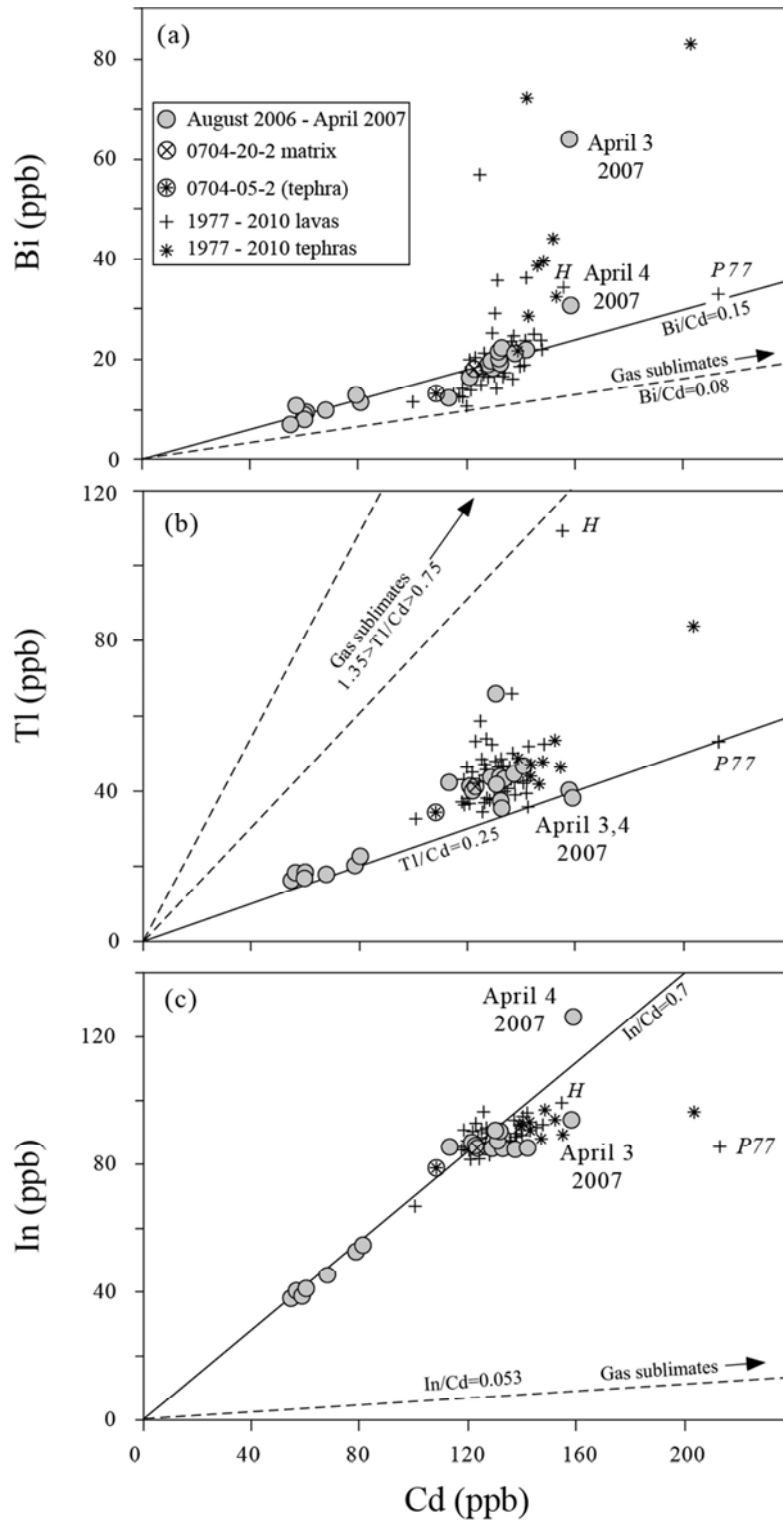 (a)
80
60
40
20
0
Bi (ppb)
August 2006 - April 2007
0704-20-2 matrix
0704-05-2 (tephra)
1977 - 2010 lavas
1977 - 2010 tephras
April 3
2007
H
April 4
2007
P77
Bi/Cd=0.15
Gas sublimates
Bi/Cd=0.08
(b)
120
80
40
0
Tl (ppb)
Gas sublimates
1.35>Tl/Cd>0.75
H
P77
April 3,4
2007
Tl/Cd=0.25
(c)
120
80
40
0
In (ppb)
April 4
2007
In/Cd=0.7
H
April 3
2007
P77
In/Cd=0.053
Gas sublimates
0
40
80
120
160
200
Cd (ppb)